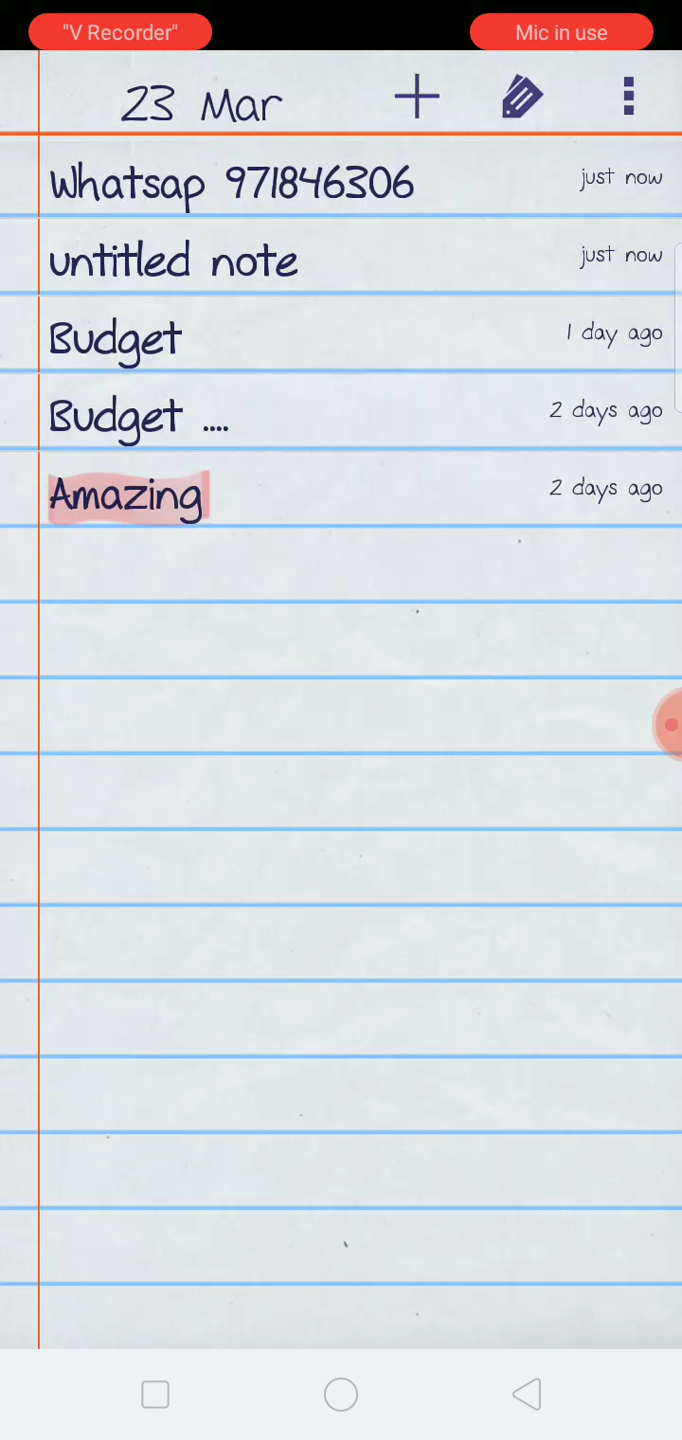 "V Recorder" Mic in use
23 Mar
Whatsap 971846306 just now
untitled note just now
Budget 1 day ago
Budget .... 2 days ago
Amazing 2 days ago